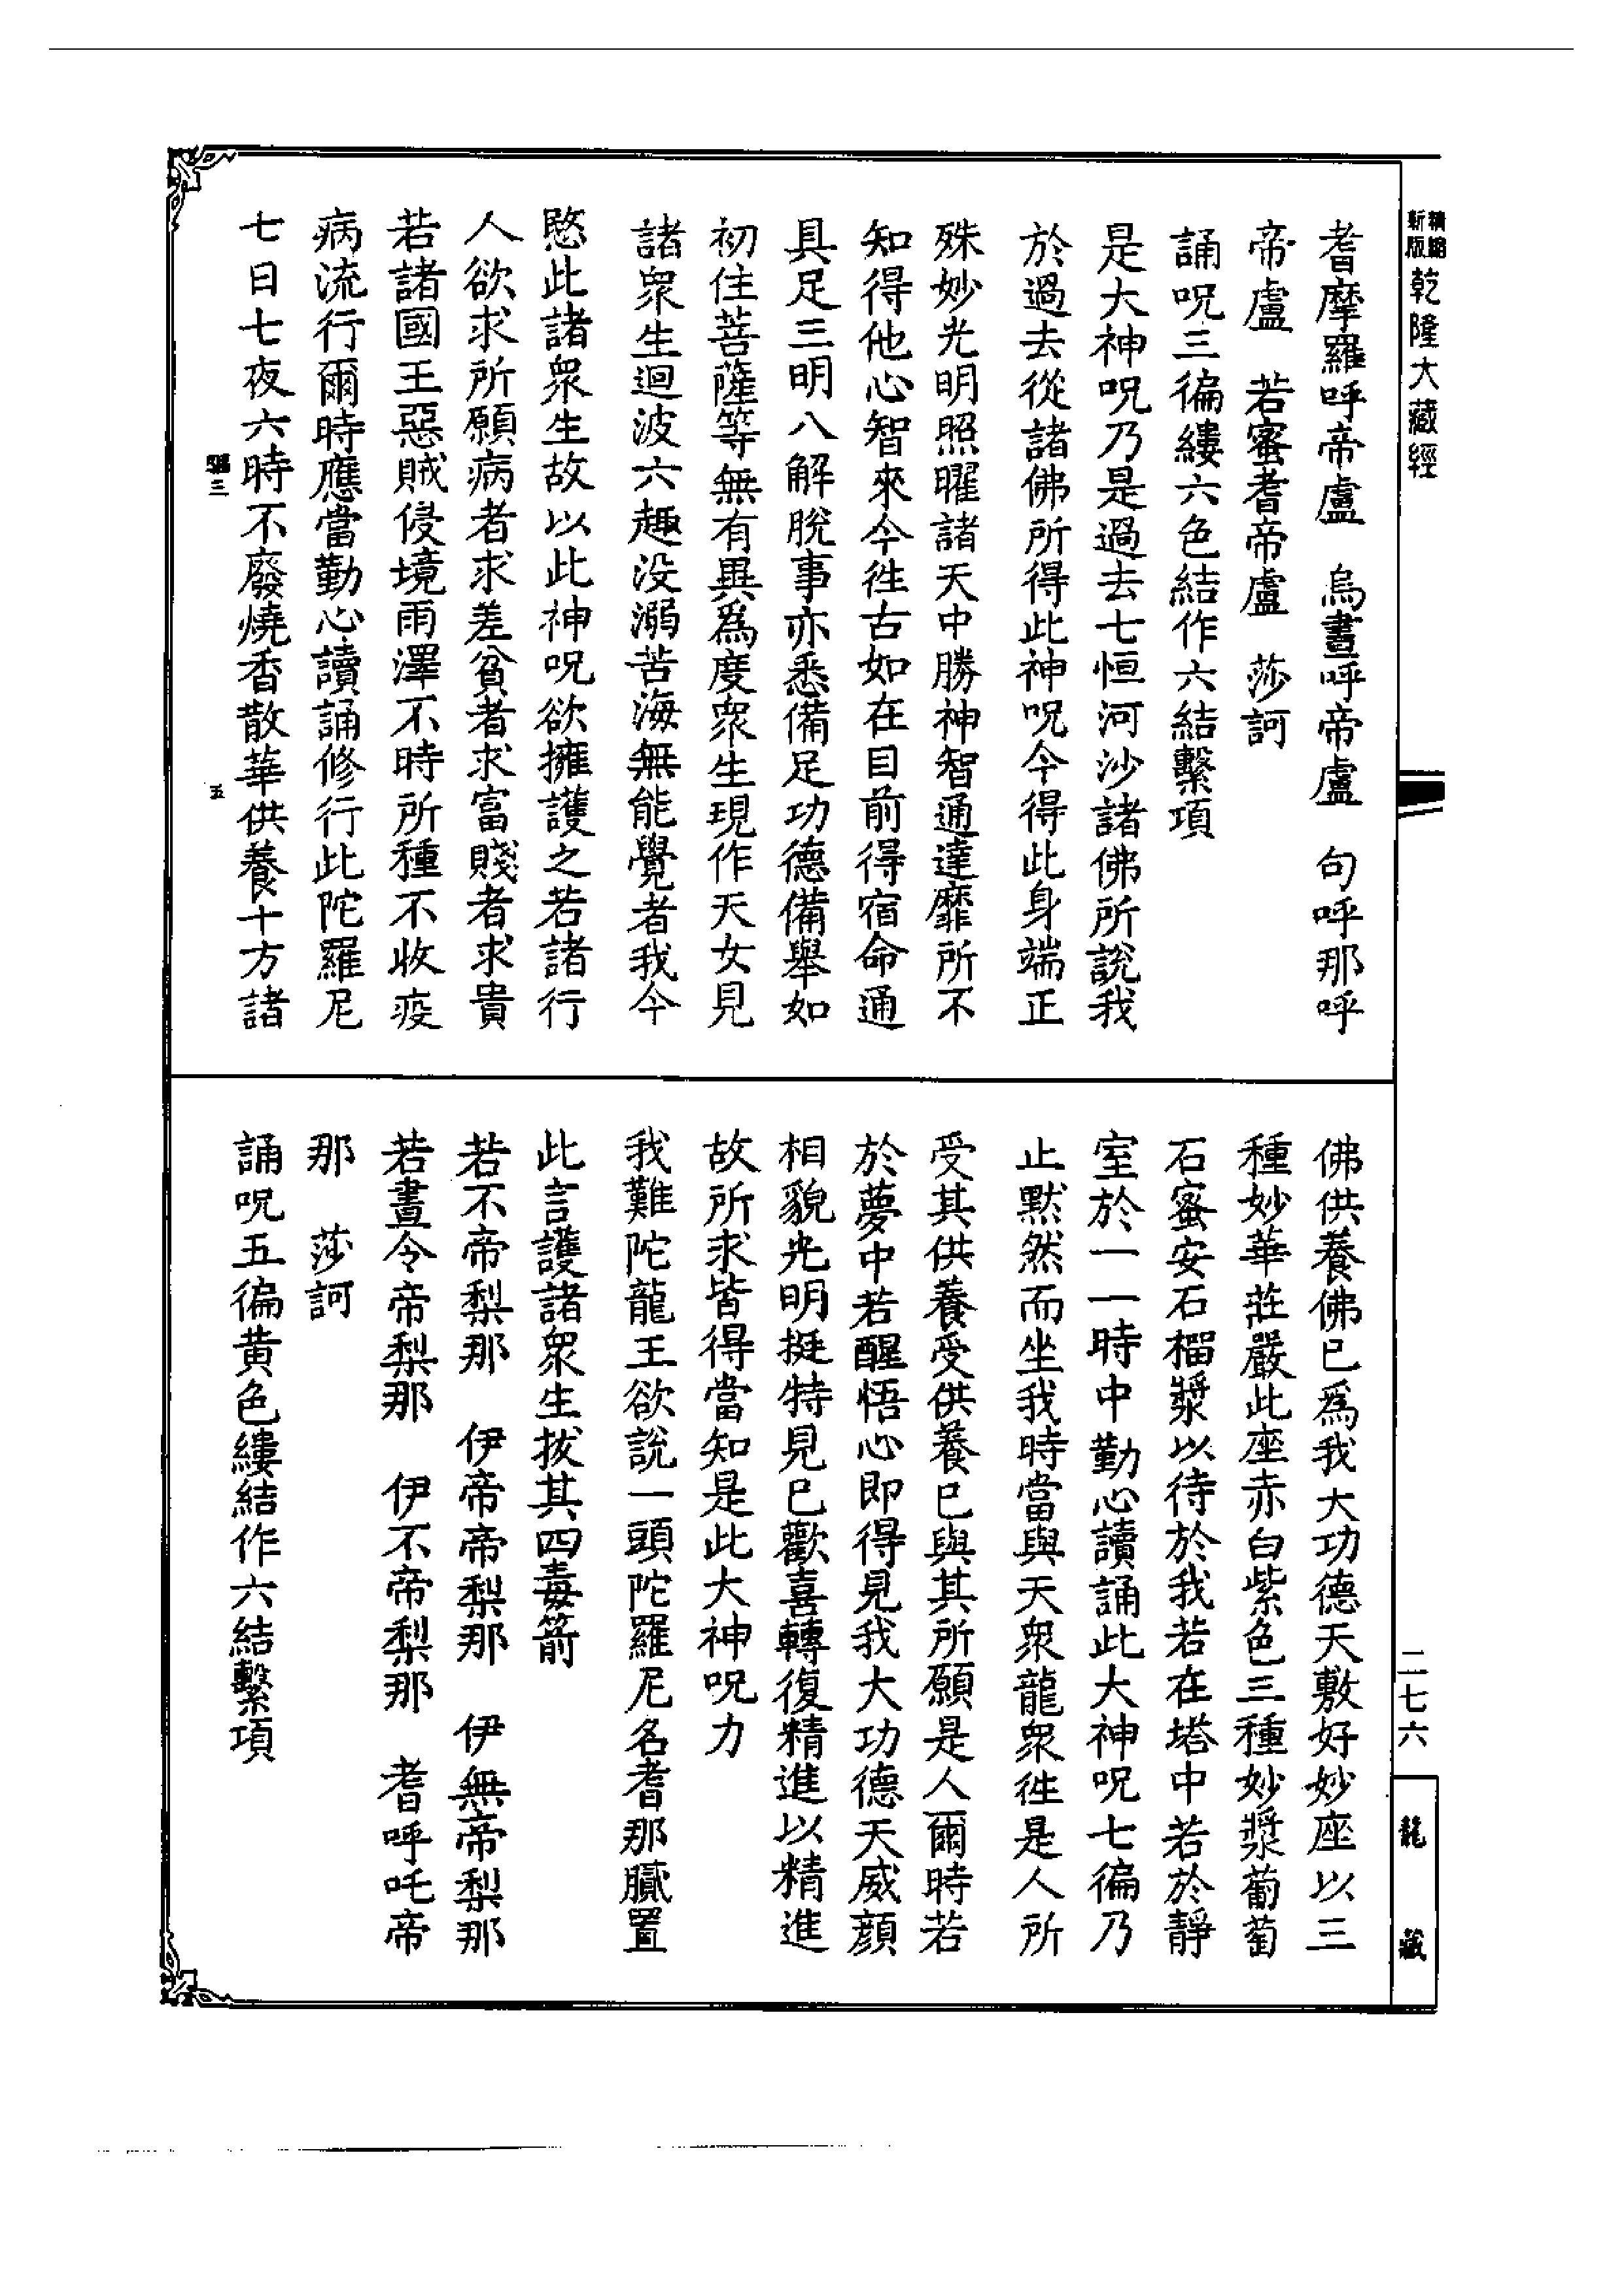 精縮新版乾隆大藏經
耆摩羅呼帝盧　烏晝呼帝盧　句呼那呼
帝盧　若蜜耆帝盧　莎訶
誦呪三徧縷六色結作六結繫項
是大神呪乃是過去七恒河沙諸佛所說我
於過去從諸佛所得此神呪今得此身端正
殊妙光明照曜諸天中勝神智通達靡所不
知得他心智來今徃古如在目前得宿命通
具足三明八解脫事亦悉備足功德備舉如
初住菩薩等無有異爲度衆生現作天女見
諸衆生迴波六趣没溺苦海無能覺者我今
愍此諸衆生故以此神呪欲擁護之若諸行
人欲求所願病者求差貧者求富賤者求貴
若諸國王惡賊侵境雨澤不時所種不收疫
病流行爾時應當勤心讀誦修行此陀羅尼
七日七夜六時不廢燒香散華供養十方諸
三　五
佛供養佛已爲我大功德天敷好妙座以三
種妙華莊嚴此座赤白紫色三種妙漿葡萄
石蜜安石榴漿以待於我若在塔中若於靜
室於一一時中勤心讀誦此大神呪七徧乃
止默然而坐我時當與天衆龍衆徃是人所
受其供養受供養已與其所願是人爾時若
於夢中若醒悟心即得見我大功德天威顔
相貌光明挺特見已歡喜轉復精進以精進
故所求皆得當知是此大神呪力
我難陀龍王欲說一頭陀羅尼名耆那膩置
此言護諸衆生拔其四毒箭
若不帝梨那　伊帝帝梨那　伊無帝梨那
若晝令帝梨那　伊不帝梨那　耆呼吒帝
那　莎訶
誦呪五徧黄色縷結作六結繫項
二七六
龍藏